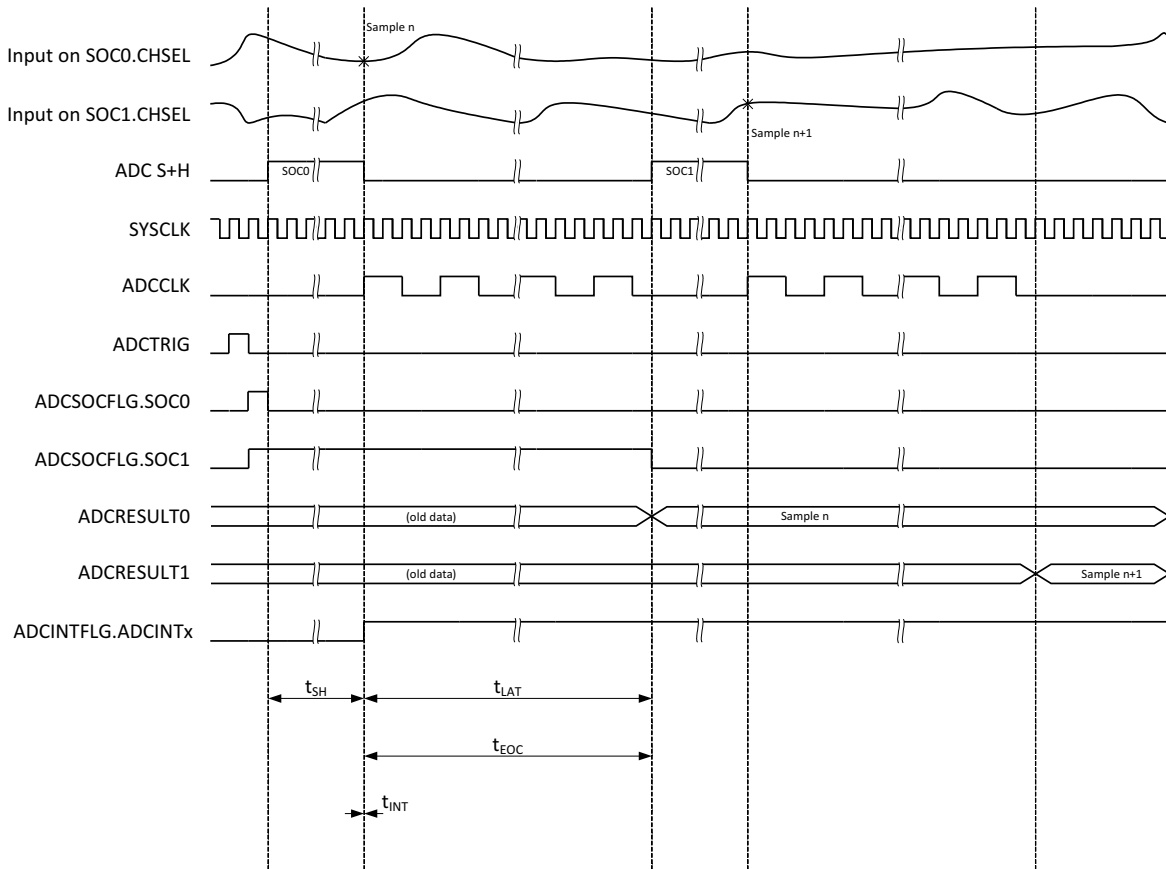 Sample n
Input on SOC0.CHSEL
Input on SOC1.CHSEL
Sample n+1
ADC S+H
SOC0
SOC1
SYSCLK
ADCCLK
ADCTRIG
ADCSOCFLG.SOC0
ADCSOCFLG.SOC1
ADCRESULT0
(old data)
Sample n
ADCRESULT1
(old data)
Sample n+1
ADCINTFLG.ADCINTx
tSH
tLAT
tEOC
tINT